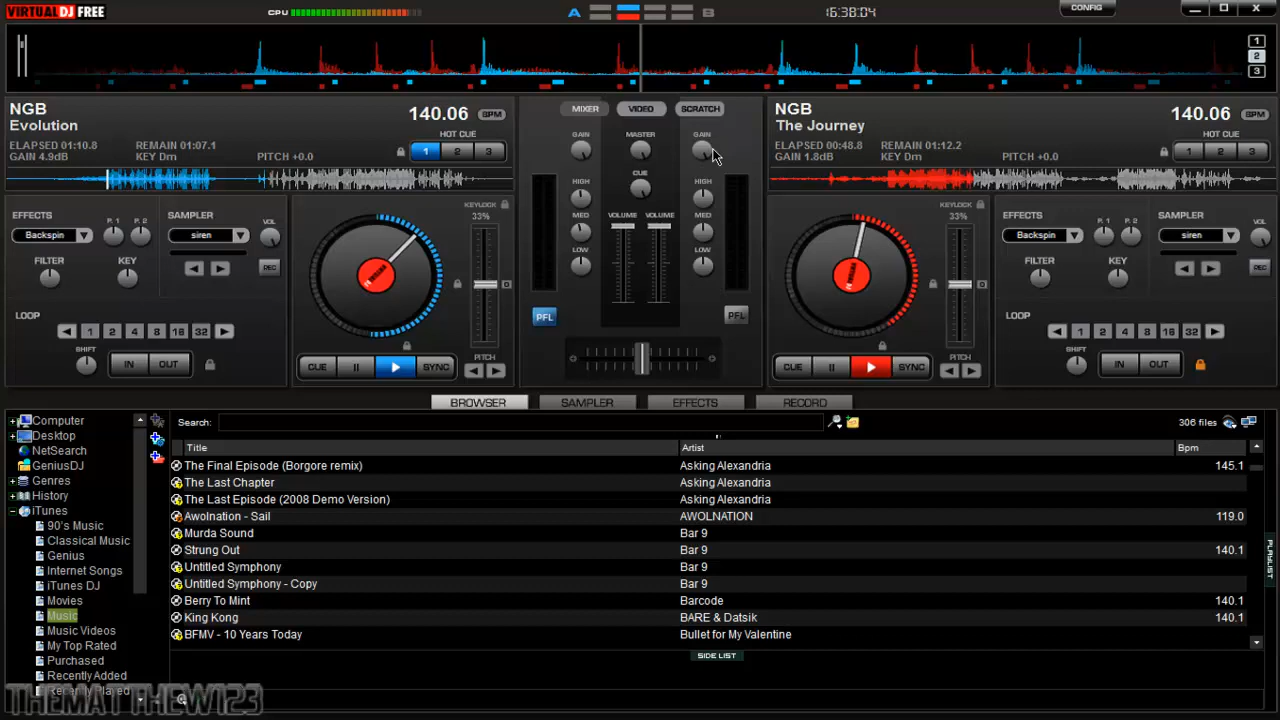 VIRTUAL DJ FREE
CPU
A
B
16:38:04
CONFIG
1
2
3
NGB
Evolution
140.06 BPM
HOT CUE
ELAPSED 01:10.8 REMAIN 01:07.1
GAIN 4.9dB KEY Dm PITCH +0.0
1 2 3
MIXER VIDEO SCRATCH
GAIN MASTER GAIN
CUE
HIGH HIGH
MED VOLUME VOLUME MED
LOW LOW
PFL PFL
NGB
The Journey
140.06 BPM
HOT CUE
ELAPSED 00:48.8 REMAIN 01:12.2
GAIN 1.8dB KEY Dm PITCH +0.0
1 2 3
EFFECTS P. 1 P. 2 SAMPLER VOL
Backspin siren
FILTER KEY REC
LOOP
1 2 4 8 16 32
SHIFT IN OUT
KEYLOCK
33%
CUE SYNC PITCH
KEYLOCK
33%
CUE SYNC PITCH
EFFECTS P. 1 P. 2 SAMPLER VOL
Backspin siren
FILTER KEY REC
LOOP
1 2 4 8 16 32
SHIFT IN OUT
BROWSER SAMPLER EFFECTS RECORD
Computer
Desktop
NetSearch
GeniusDJ
Genres
History
iTunes
90's Music
Classical Music
Genius
Internet Songs
iTunes DJ
Movies
Music
Music Videos
My Top Rated
Purchased
Recently Added
Recently Played
Search: 306 files
Title Artist Bpm
The Final Episode (Borgore remix) Asking Alexandria 145.1
The Last Chapter Asking Alexandria
The Last Episode (2008 Demo Version) Asking Alexandria
Awolnation - Sail AWOLNATION 119.0
Murda Sound Bar 9
Strung Out Bar 9 140.1
Untitled Symphony Bar 9
Untitled Symphony - Copy Bar 9
Berry To Mint Barcode 140.1
King Kong BARE & Datsik 140.1
BFMV - 10 Years Today Bullet for My Valentine
SIDE LIST
PLAYLIST
THEMATTHEW123